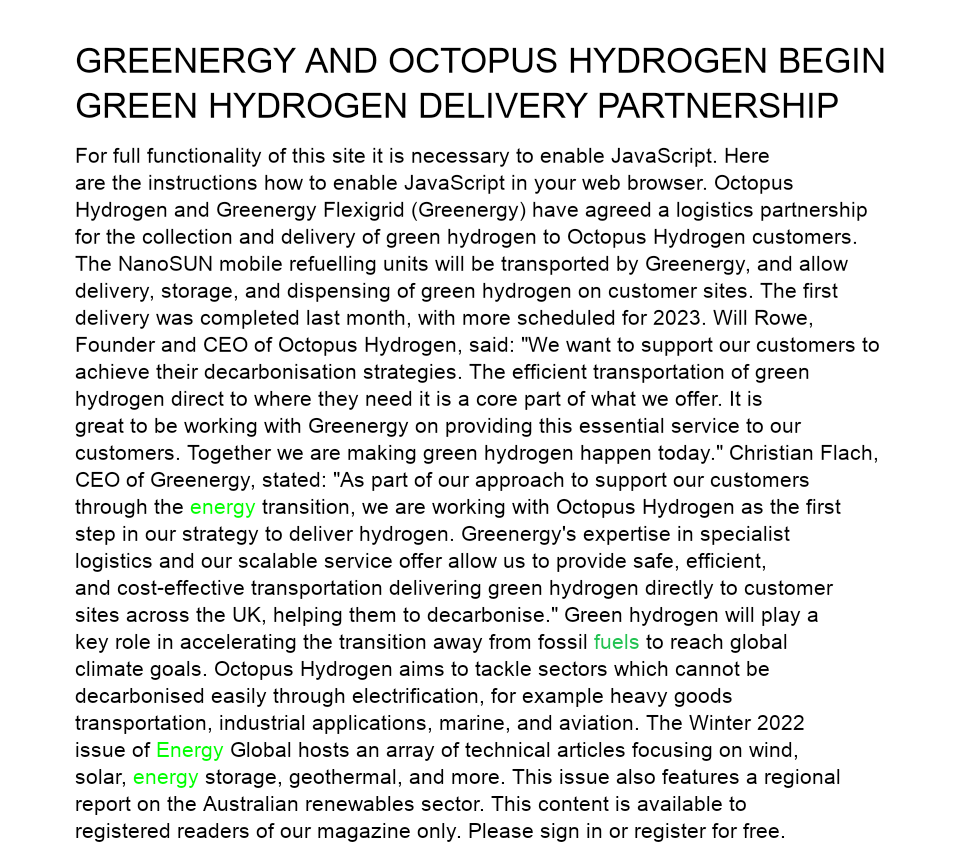 GREENERGY AND OCTOPUS HYDROGEN BEGIN
GREEN HYDROGEN DELIVERY PARTNERSHIP
For full functionality of this site it is necessary to enable JavaScript. Here
are the instructions how to enable JavaScript in your web browser. Octopus
Hydrogen and Greenergy Flexigrid (Greenergy) have agreed a logistics partnership
for the collection and delivery of green hydrogen to Octopus Hydrogen customers.
The NanoSUN mobile refuelling units will be transported by Greenergy, and allow
delivery, storage, and dispensing of green hydrogen on customer sites. The first
delivery was completed last month, with more scheduled for 2023. Will Rowe,
Founder and CEO of Octopus Hydrogen, said: "We want to support our customers to
achieve their decarbonisation strategies. The efficient transportation of green
hydrogen direct to where they need it is a core part of what we offer. It is
great to be working with Greenergy on providing this essential service to our
customers. Together we are making green hydrogen happen today." Christian Flach,
CEO of Greenergy, stated: "As part of our approach to support our customers
through the energy transition, we are working with Octopus Hydrogen as the first
step in our strategy to deliver hydrogen. Greenergy's expertise in specialist
logistics and our scalable service offer allow us to provide safe, efficient,
and cost-effective transportation delivering green hydrogen directly to customer
sites across the UK, helping them to decarbonise." Green hydrogen will play a
key role in accelerating the transition away from fossil fuels to reach global
climate goals. Octopus Hydrogen aims to tackle sectors which cannot be
decarbonised easily through electrification, for example heavy goods
transportation, industrial applications, marine, and aviation. The Winter 2022
issue of Energy Global hosts an array of technical articles focusing on wind,
solar, energy storage, geothermal, and more. This issue also features a regional
report on the Australian renewables sector. This content is available to
registered readers of our magazine only. Please sign in or register for free.